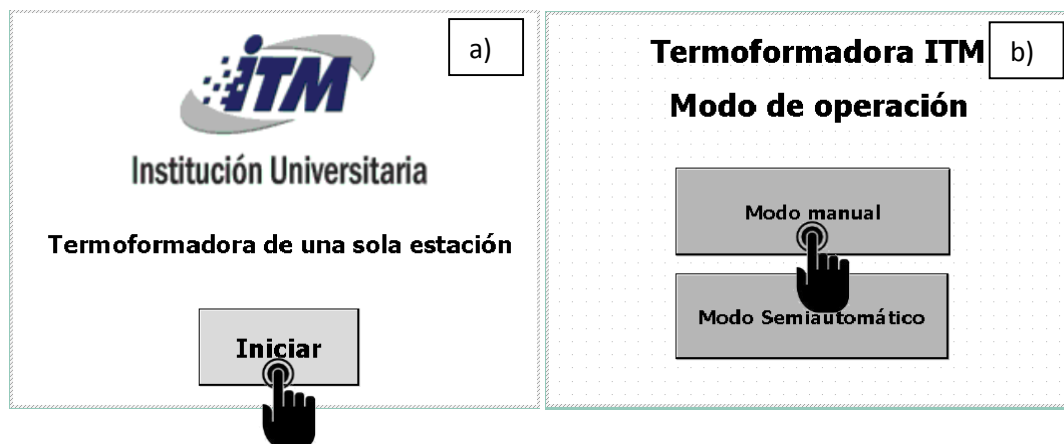 a)
iTM
Institución Universitaria
Termoformadora de una sola estación
Iniciar
b)
Termoformadora ITM
Modo de operación
Modo manual
Modo Semiautomático